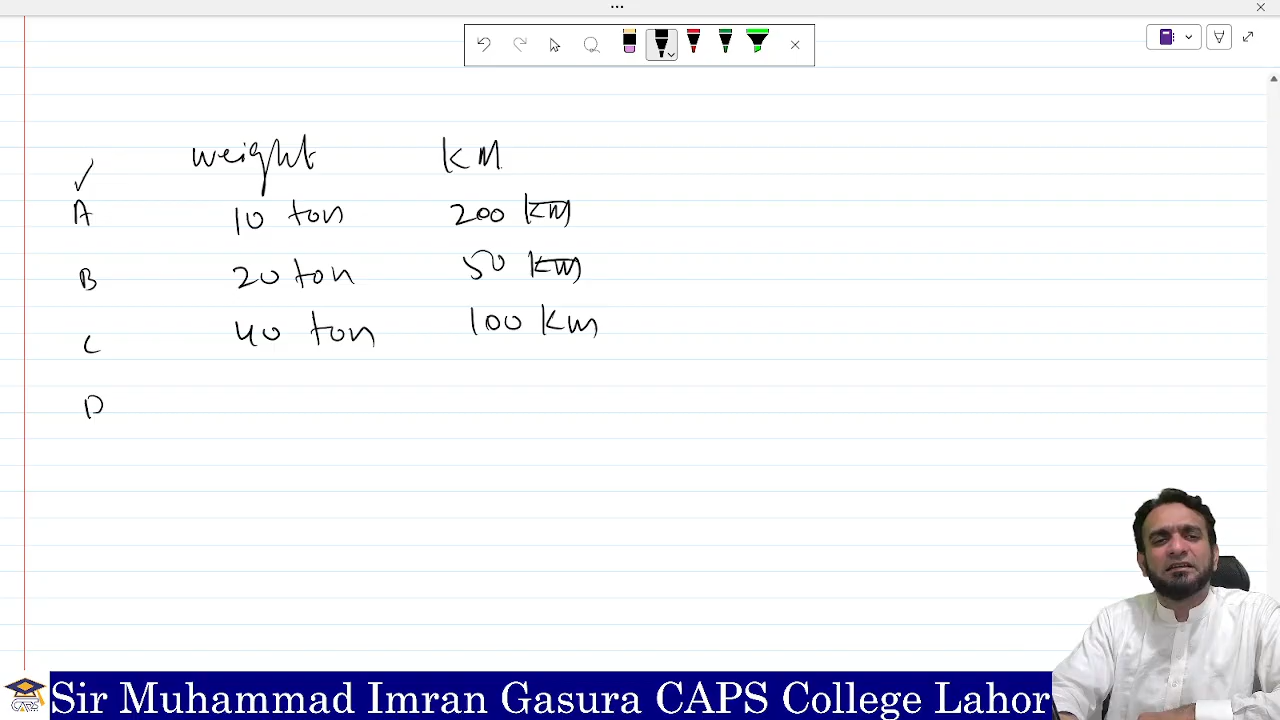 weight KM
✓
A 10 ton 200 KM
B 20 ton 50 KM
C 40 ton 100 Km
D
CAPS
Sir Muhammad Imran Gasura CAPS College Lahor